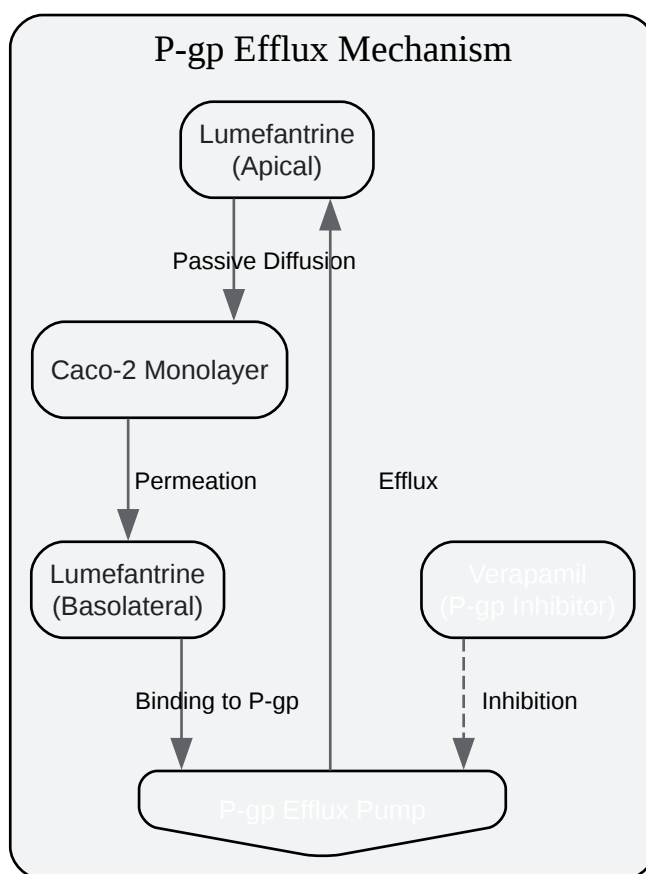 P-gp Efflux Mechanism
Lumefantrine
(Apical)
Passive Diffusion
Caco-2 Monolayer
Permeation
Efflux
Lumefantrine
(Basolateral)
Verapamil
(P-gp Inhibitor)
Binding to P-gp
Inhibition
P-gp Efflux Pump